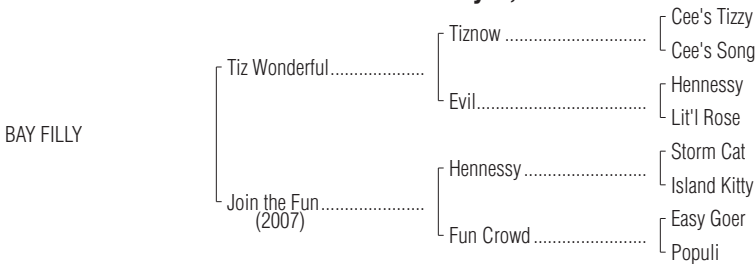 Cee's Tizzy
Tiznow
Cee's Song
Tiz Wonderful
Hennessy
Evil
Lit'l Rose
BAY FILLY
Storm Cat
Hennessy
Island Kitty
Join the Fun
(2007)
Easy Goer
Fun Crowd
Populi